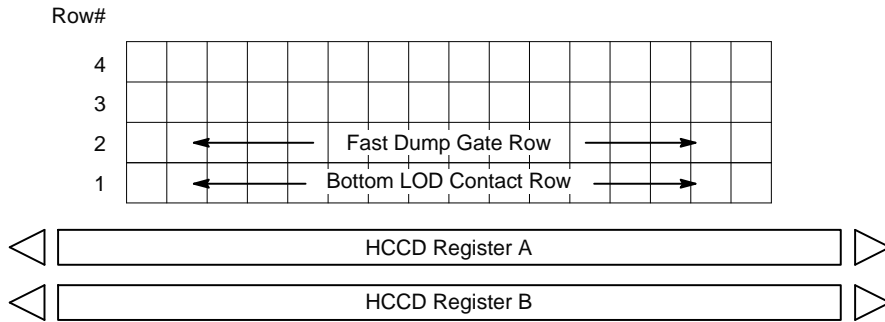 Row#
4
3
2 Fast Dump Gate Row
1 Bottom LOD Contact Row
HCCD Register A
HCCD Register B